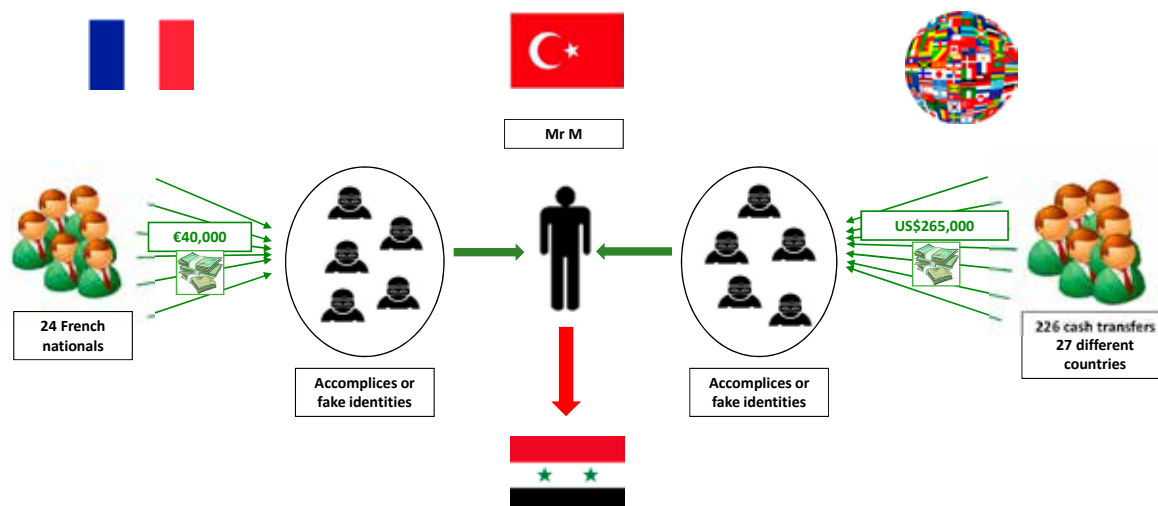 Mr M
€40,000
US$265,000
24 French
nationals
226 cash transfers
27 different
countries
Accomplices or
fake identities
Accomplices or
fake identities